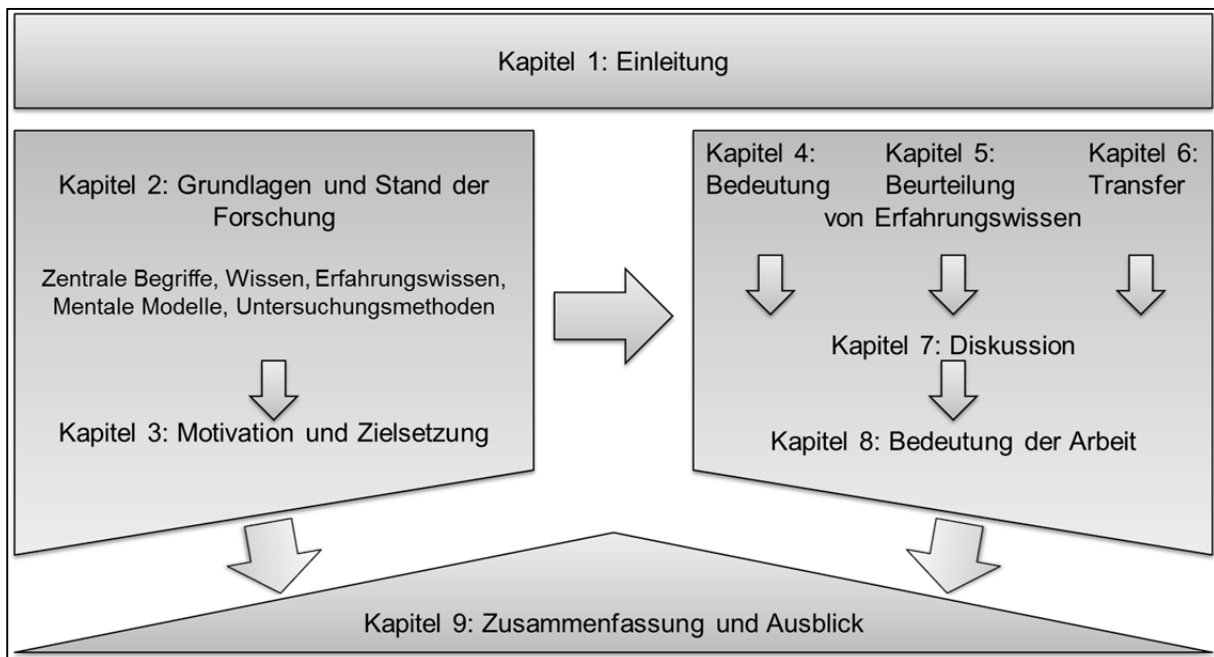 Kapitel 1: Einleitung
Kapitel 2: Grundlagen und Stand der
Forschung
Zentrale Begriffe, Wissen, Erfahrungswissen,
Mentale Modelle, Untersuchungsmethoden
Kapitel 3: Motivation und Zielsetzung
Kapitel 4: Kapitel 5: Kapitel 6:
Bedeutung Beurteilung Transfer
von Erfahrungswissen
Kapitel 7: Diskussion
Kapitel 8: Bedeutung der Arbeit
Kapitel 9: Zusammenfassung und Ausblick